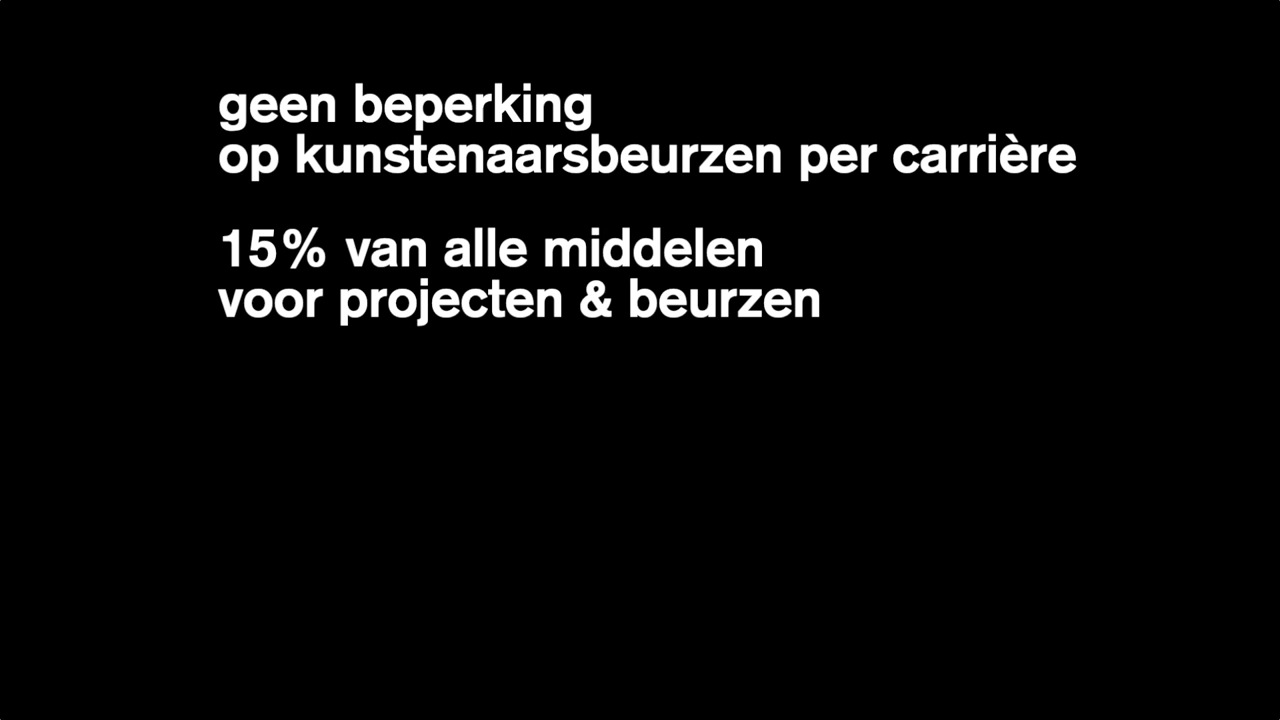 geen beperking
op kunstenaarsbeurzen per carrière
15% van alle middelen
voor projecten & beurzen